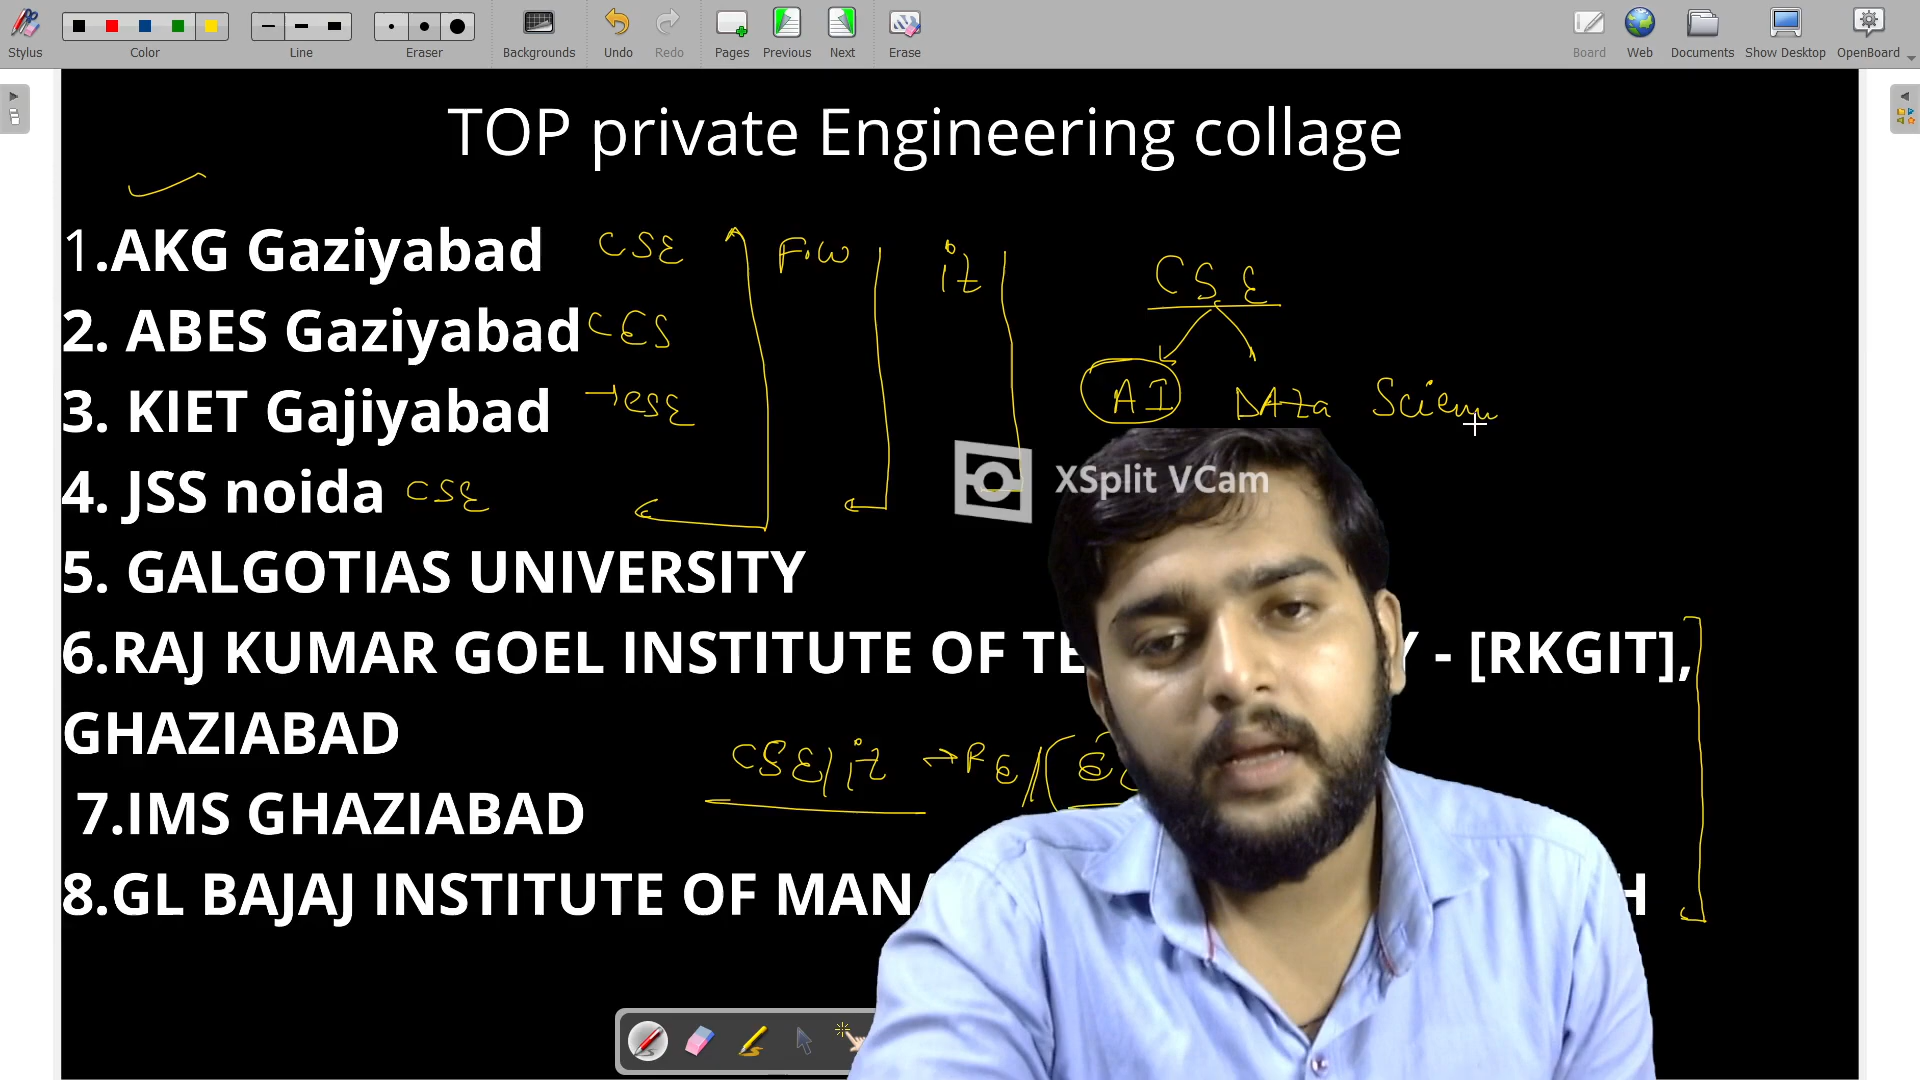 Stylus Color Line Eraser Backgrounds Undo Redo Pages Previous Next Erase Board Web Documents Show Desktop OpenBoard
TOP private Engineering collage
1.AKG Gaziyabad CSE F.W it CSE
2. ABES Gaziyabad CES
3. KIET Gajiyabad →CSE AI DATa Science
4. JSS noida CSE
XSplit VCam
5. GALGOTIAS UNIVERSITY
6.RAJ KUMAR GOEL INSTITUTE OF - [RKGIT],
GHAZIABAD
CSE/it
7.IMS GHAZIABAD
8.GL BAJAJ INSTITUTE OF